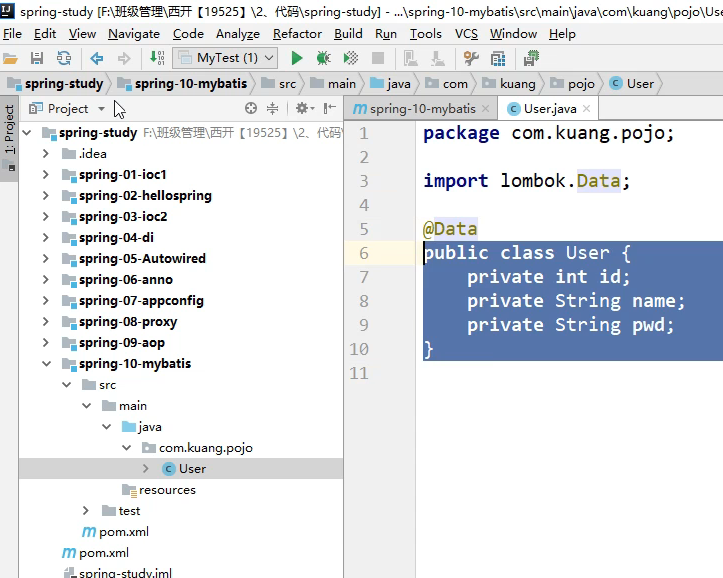 spring-study [F:\班级管理\西开【19525】\2、代码\spring-study] - ...\spring-10-mybatis\src\main\java\com\kuang\pojo\Use
File Edit View Navigate Code Analyze Refactor Build Run Tools VCS Window Help
MyTest (1)
spring-study spring-10-mybatis src main java com kuang pojo User
1: Project
Project
spring-10-mybatis User.java
spring-study F:\班级管理\西开【19525】\2、代码
.idea
spring-01-ioc1
spring-02-hellospring
spring-03-ioc2
spring-04-di
spring-05-Autowired
spring-06-anno
spring-07-appconfig
spring-08-proxy
spring-09-aop
spring-10-mybatis
src
main
java
com.kuang.pojo
User
resources
test
pom.xml
pom.xml
spring-study.iml
1 package com.kuang.pojo;
2
3 import lombok.Data;
4
5 @Data
6 public class User {
7 private int id;
8 private String name;
9 private String pwd;
10 }
11